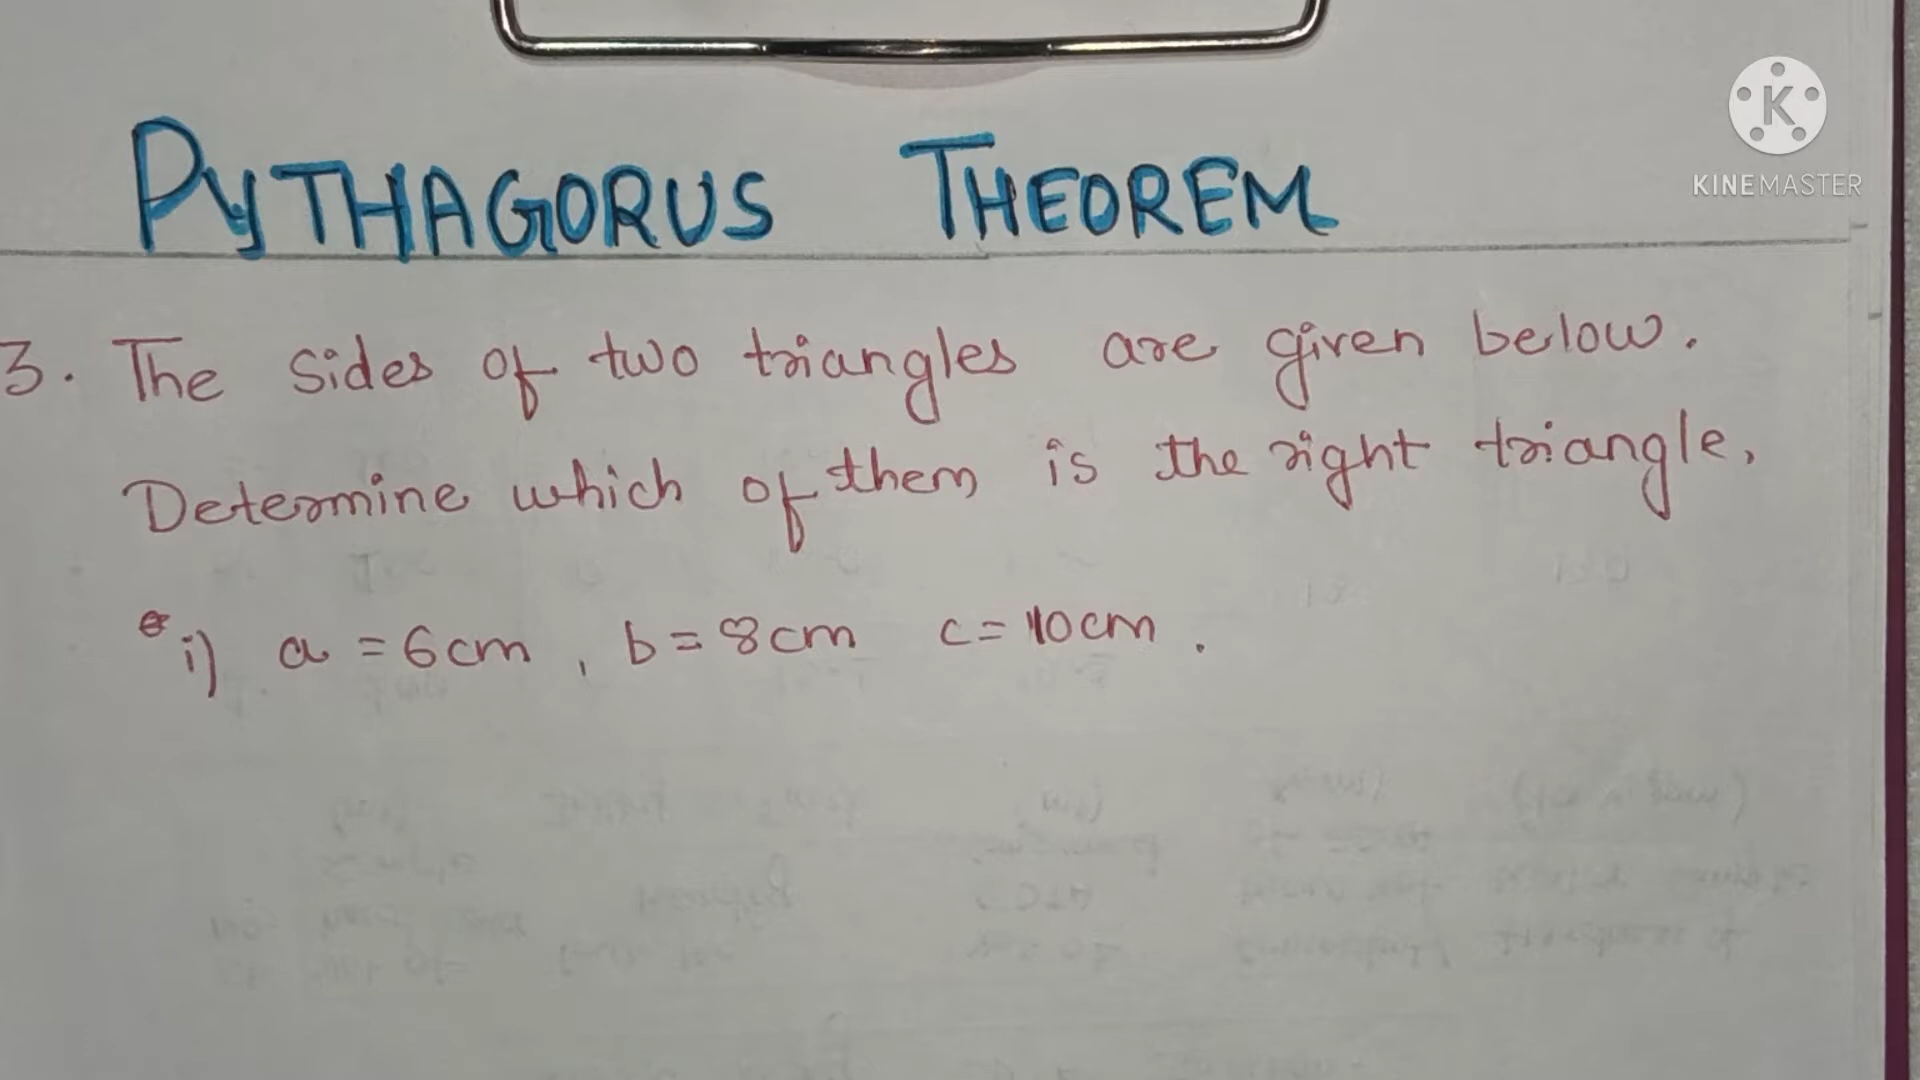 KINEMASTER
PYTHAGORUS THEOREM
3. The sides of two triangles are given below.
Determine which of them is the right triangle.
i) a = 6cm , b = 8cm c = 10cm .